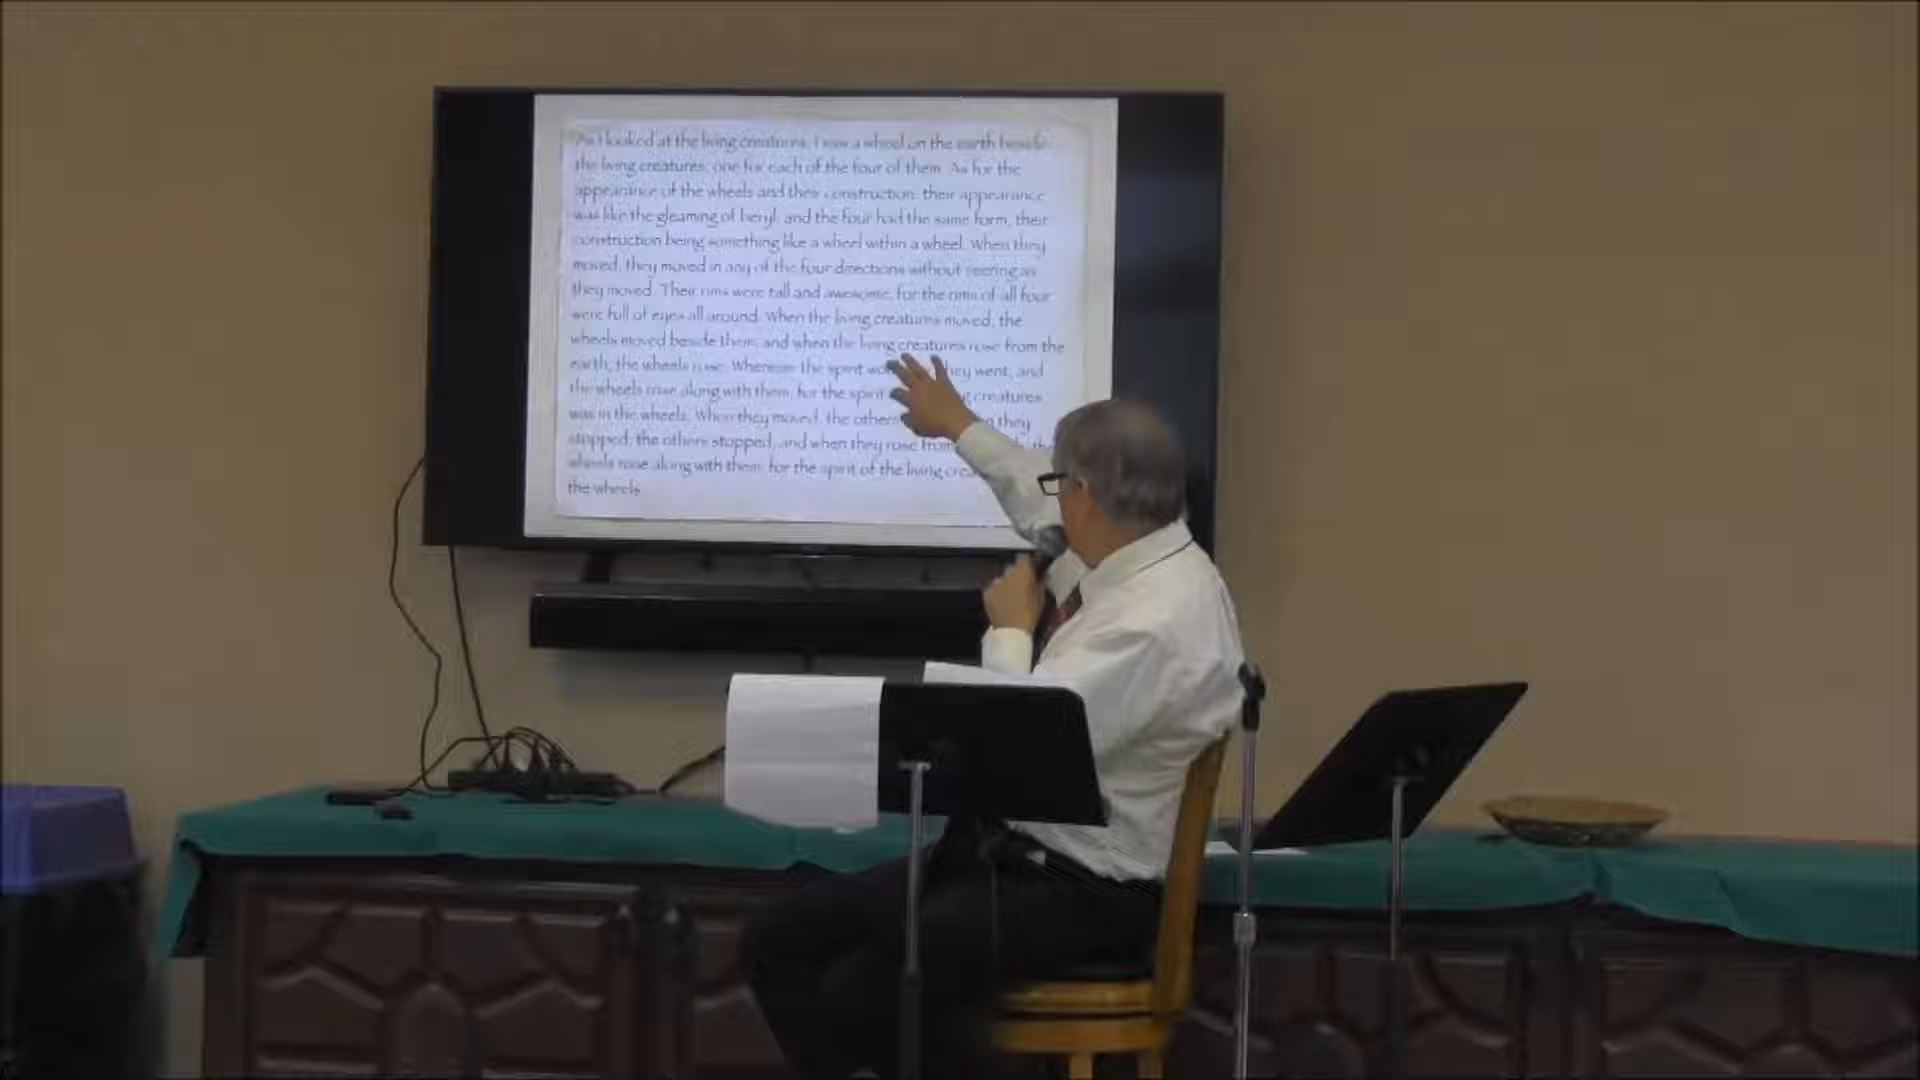 As I looked at the living creatures, I saw a wheel on the earth beside
the living creatures, one for each of the four of them. As for the
appearance of the wheels and their construction: their appearance
was like the gleaming of beryl; and the four had the same form, their
construction being something like a wheel within a wheel. When they
moved, they moved in any of the four directions without veering as
they moved. Their rims were tall and awesome, for the rims of all four
were full of eyes all around. When the living creatures moved, the
wheels moved beside them; and when the living creatures rose from the
earth, the wheels rose. Wherever the spirit they went, and
the wheels rose along with them; for the spirit creatures
was in the wheels. When they moved, the others they
stopped, the others stopped; and when they rose from the
wheels rose along with them; for the spirit of the living
the wheels.